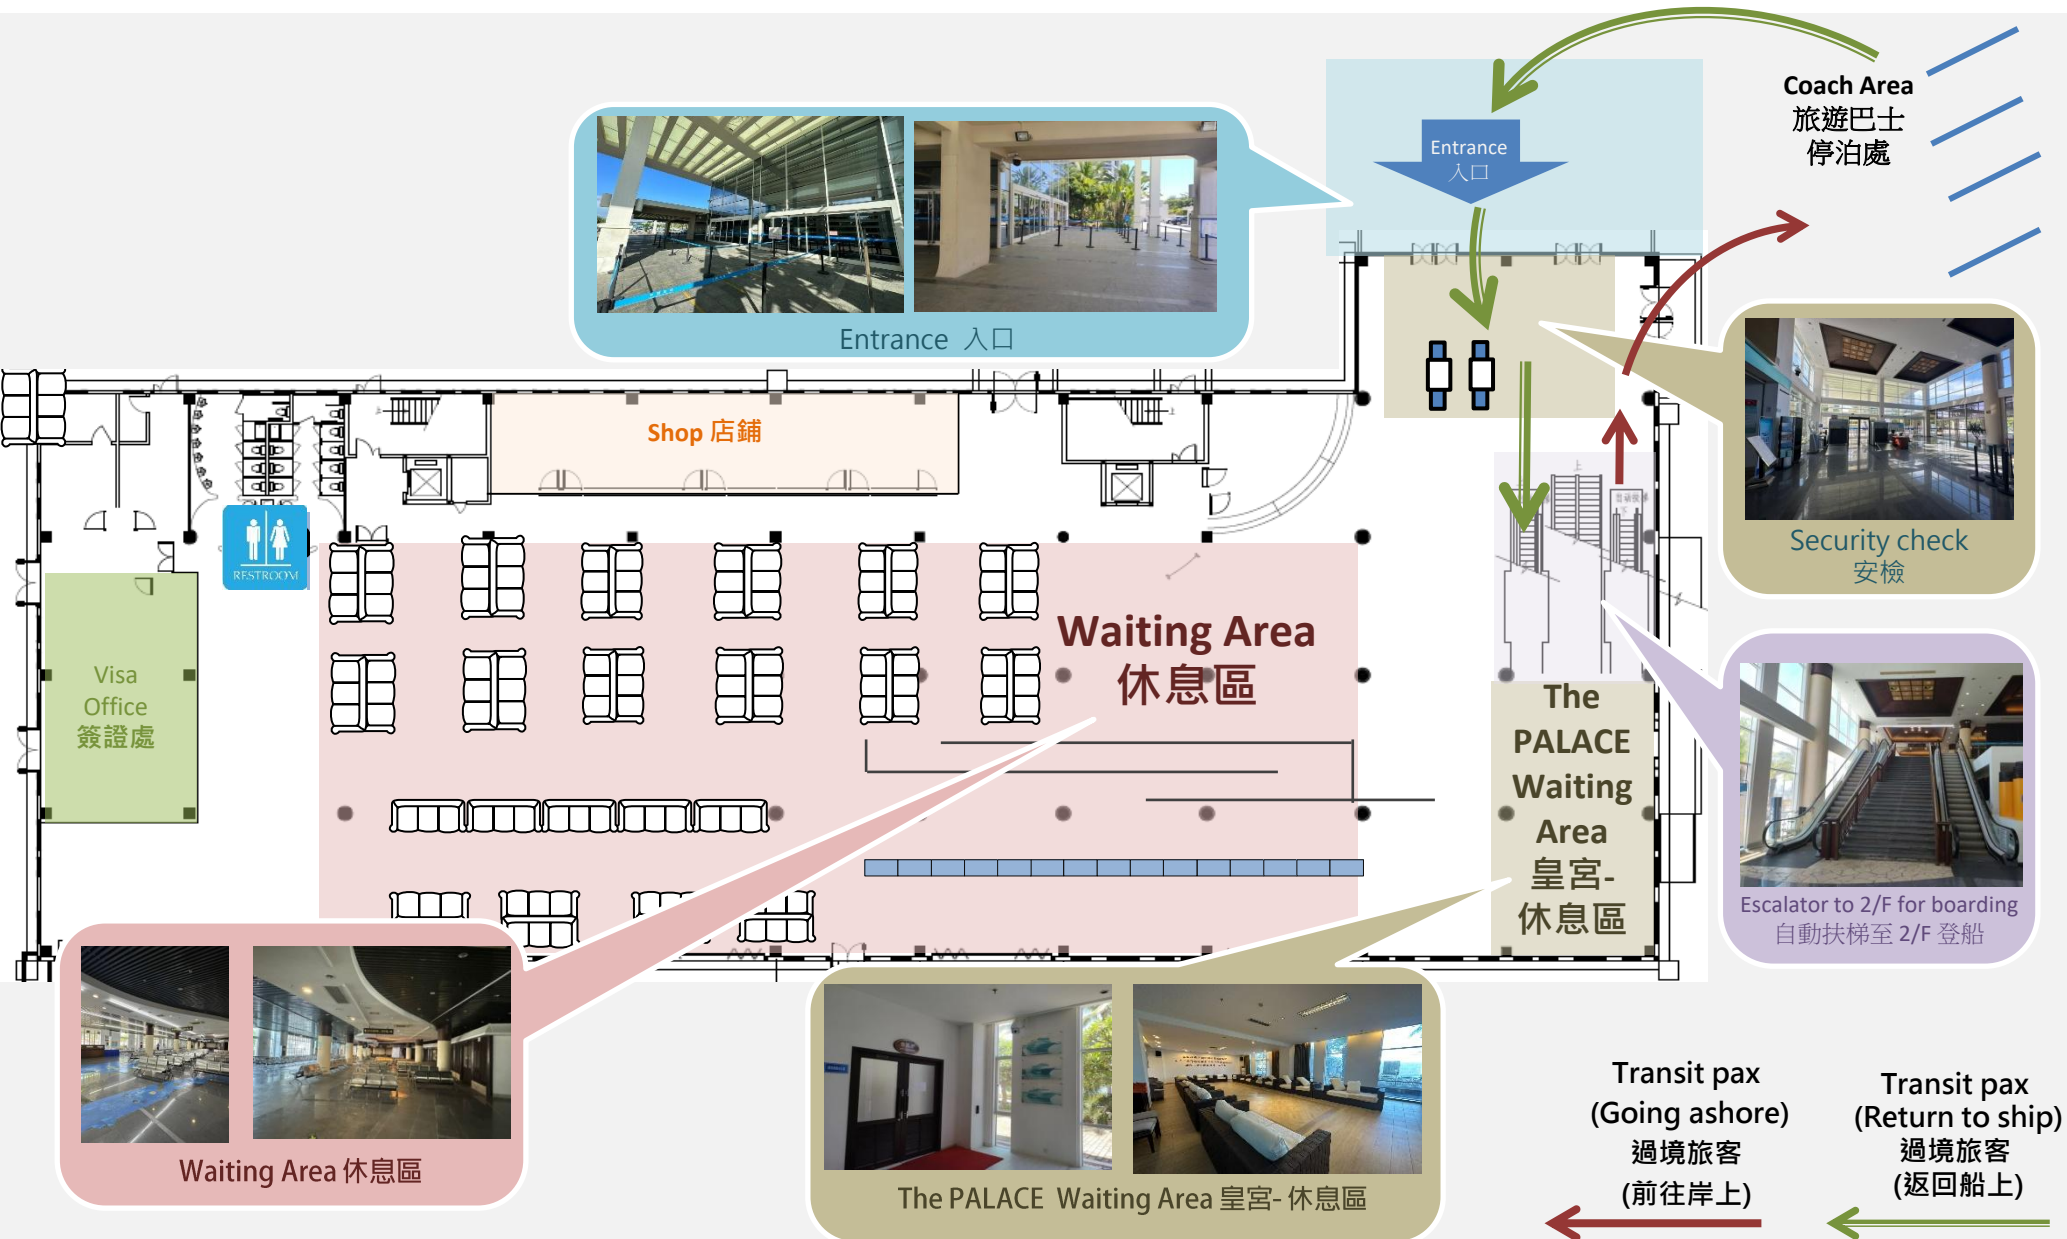 Coach Area
旅遊巴士
停泊處
Entrance
入口
Entrance 入口
Shop 店鋪
上
上
上
RESTROOM
Security check
安檢
Visa
Office
簽證處
Waiting Area
休息區
The
PALACE
Waiting
Area
皇宮-
休息區
Escalator to 2/F for boarding
自動扶梯至 2/F 登船
Waiting Area 休息區
The PALACE Waiting Area 皇宮- 休息區
Transit pax
(Going ashore)
過境旅客
(前往岸上)
Transit pax
(Return to ship)
過境旅客
(返回船上)